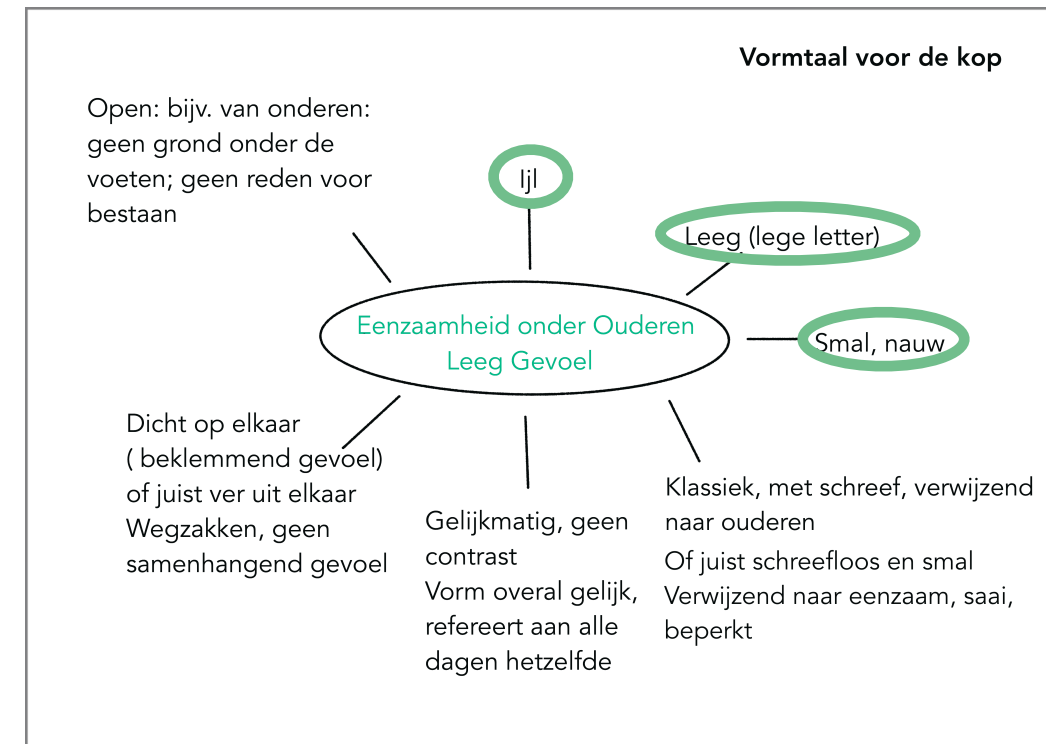 Vormtaal voor de kop
Open: bijv. van onderen:
geen grond onder de
voeten; geen reden voor
bestaan
Ijl
Leeg (lege letter)
Eenzaamheid onder Ouderen
Leeg Gevoel
Smal, nauw
Dicht op elkaar
( beklemmend gevoel)
of juist ver uit elkaar
Wegzakken, geen
samenhangend gevoel
Gelijkmatig, geen
contrast
Vorm overal gelijk,
refereert aan alle
dagen hetzelfde
Klassiek, met schreef, verwijzend
naar ouderen
Of juist schreefloos en smal
Verwijzend naar eenzaam, saai,
beperkt